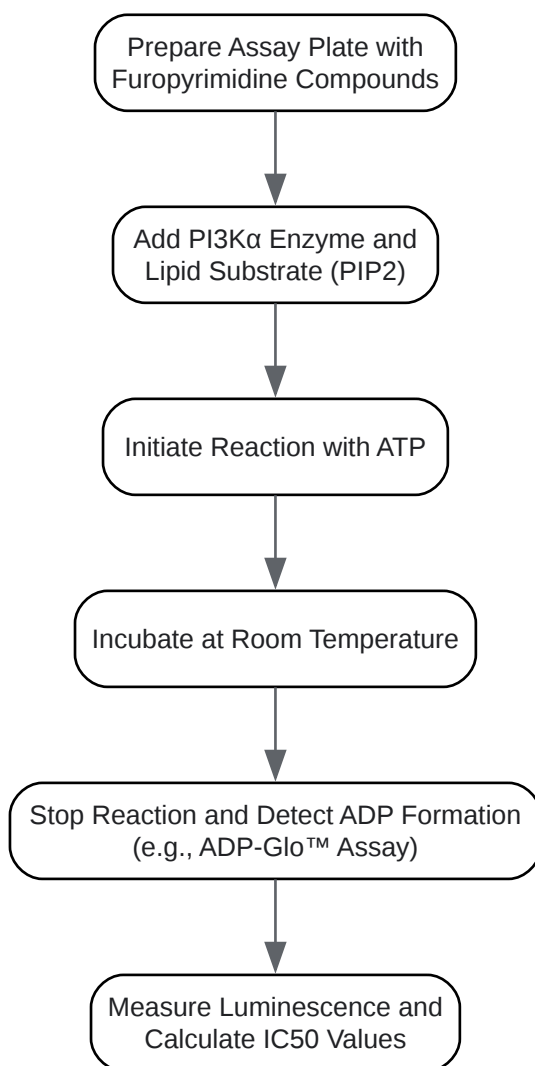 Prepare Assay Plate with
Furopyrimidine Compounds
Add PI3Kα Enzyme and
Lipid Substrate (PIP2)
Initiate Reaction with ATP
Incubate at Room Temperature
Stop Reaction and Detect ADP Formation
(e.g., ADP-Glo™ Assay)
Measure Luminescence and
Calculate IC50 Values